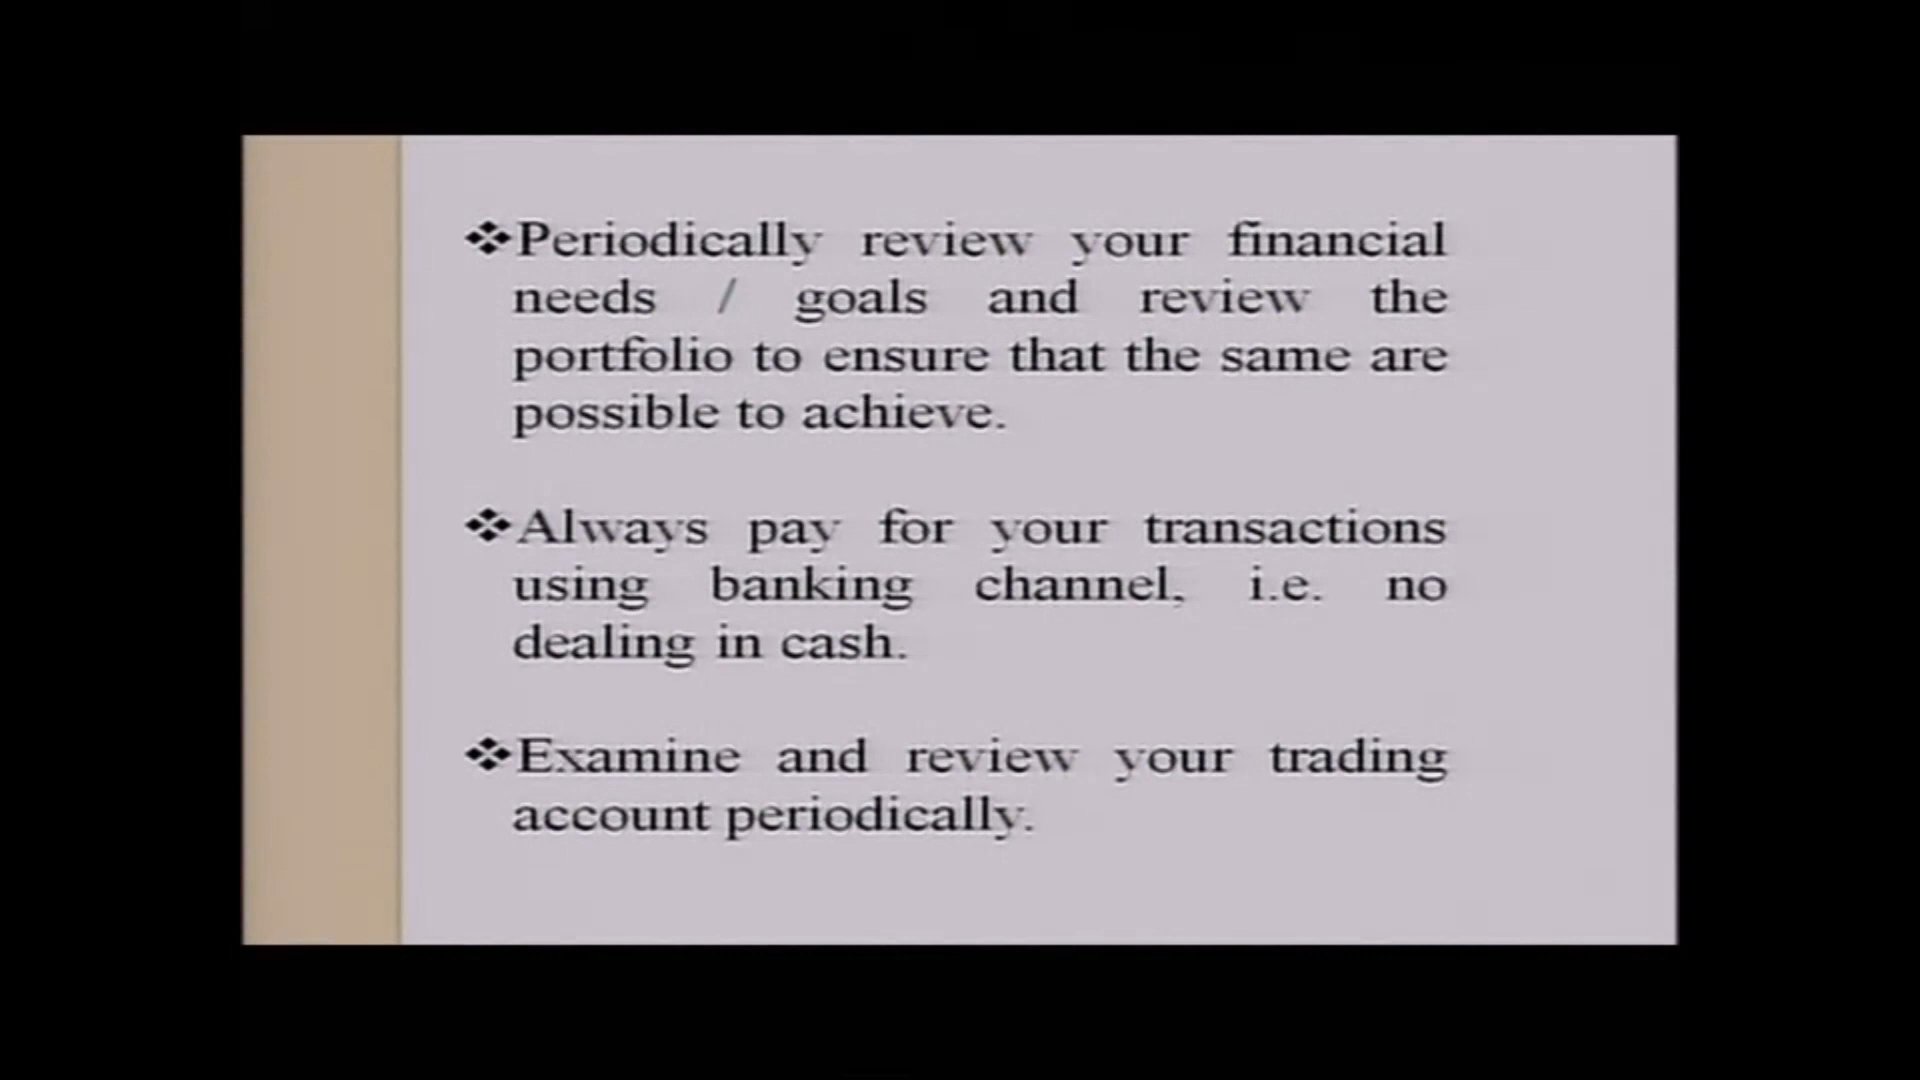 ❖Periodically review your financial
needs / goals and review the
portfolio to ensure that the same are
possible to achieve.
❖Always pay for your transactions
using banking channel, i.e. no
dealing in cash.
❖Examine and review your trading
account periodically.